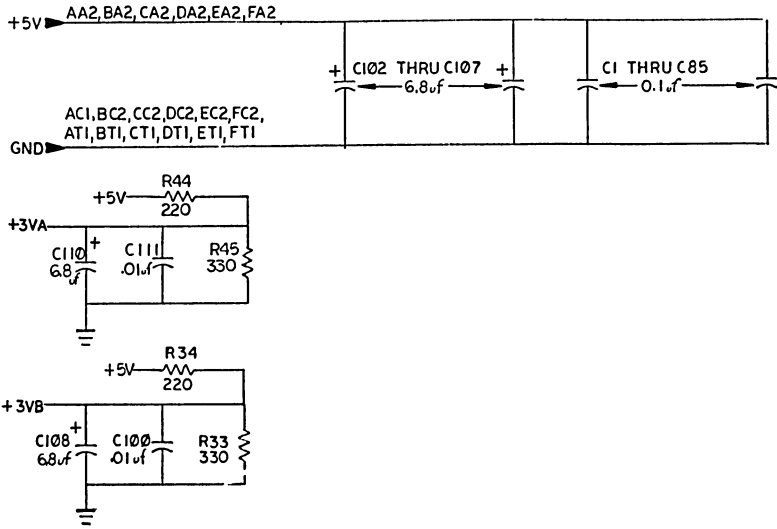 +5V AA2,BA2,CA2,DA2,EA2,FA2
+ C102 THRU C107 +
6.8uf
C1 THRU C85
0.1uf
AC1,BC2,CC2,DC2,EC2,FC2,
AT1,BT1,CT1,DT1,ET1,FT1
GND
R44
+5V
220
+3VA
+
C110
6.8
uf
C111
.01uf
R45
330
R34
+5V
220
+3VB
+
C108
6.8uf
C100
.01uf
R33
330